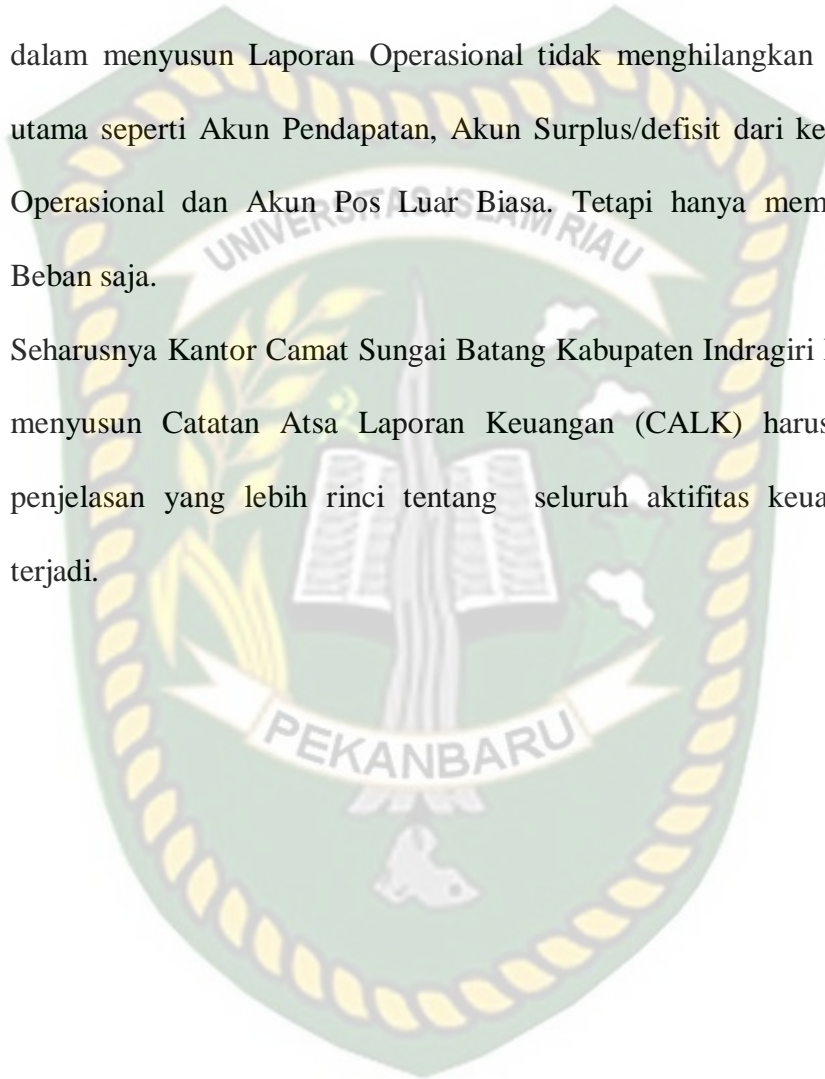 dalam menyusun Laporan Operasional tidak menghilangkan
utama seperti Akun Pendapatan, Akun Surplus/defisit dari ke
Operasional dan Akun Pos Luar Biasa. Tetapi hanya mem
Beban saja.
Seharusnya Kantor Camat Sungai Batang Kabupaten Indragiri
menyusun Catatan Atsa Laporan Keuangan (CALK) harus
penjelasan yang lebih rinci tentang seluruh aktifitas keua
terjadi.
UNIVERSITAS ISLAM RIAU
PEKANBARU